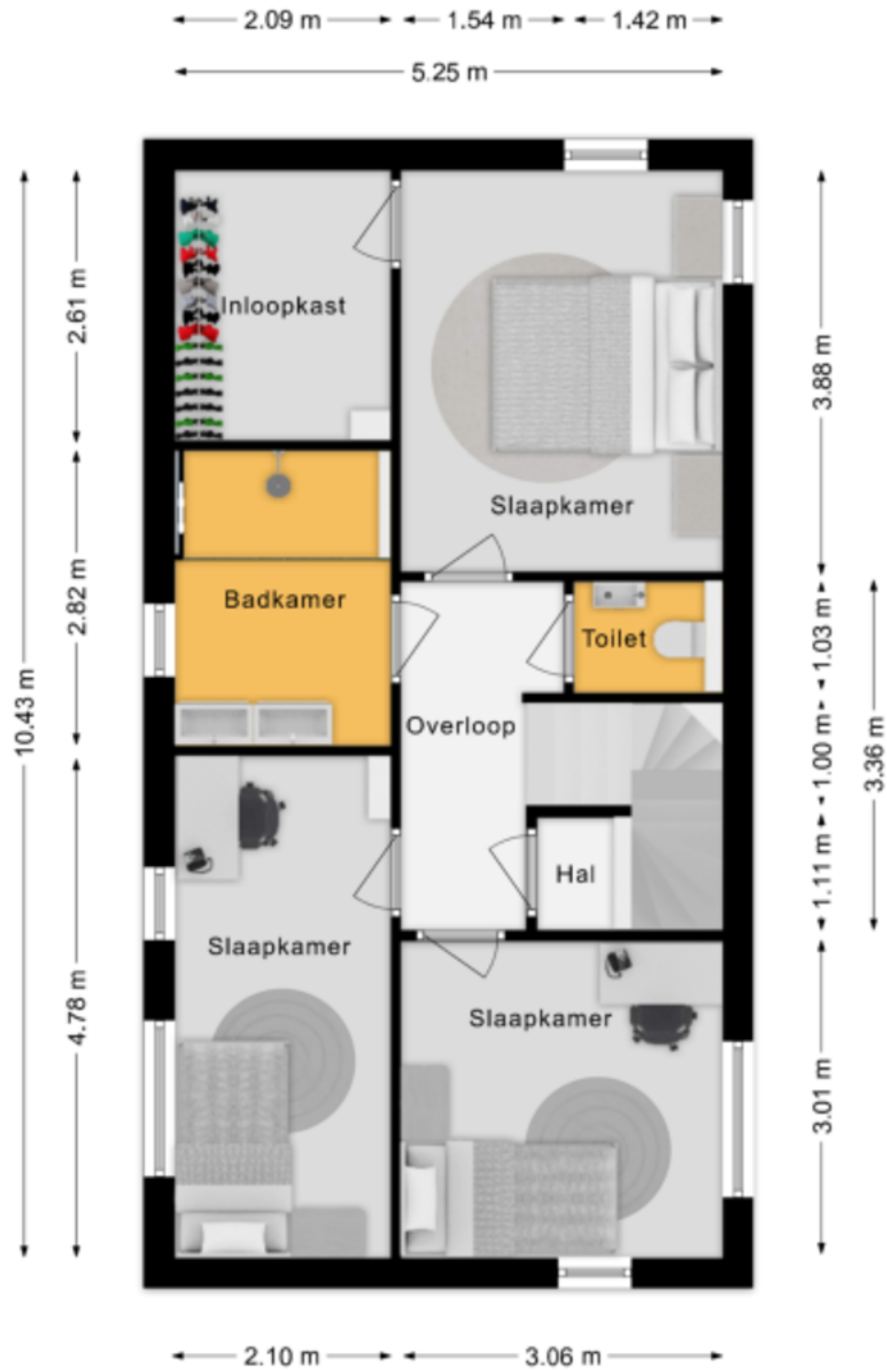 2.09 m
1.54 m
1.42 m
5.25 m
Inloopkast
2.61 m
3.88 m
Slaapkamer
Badkamer
2.82 m
Toilet
1.03 m
10.43 m
Overloop
1.00 m
3.36 m
Hal
1.11 m
Slaapkamer
4.78 m
Slaapkamer
3.01 m
2.10 m
3.06 m